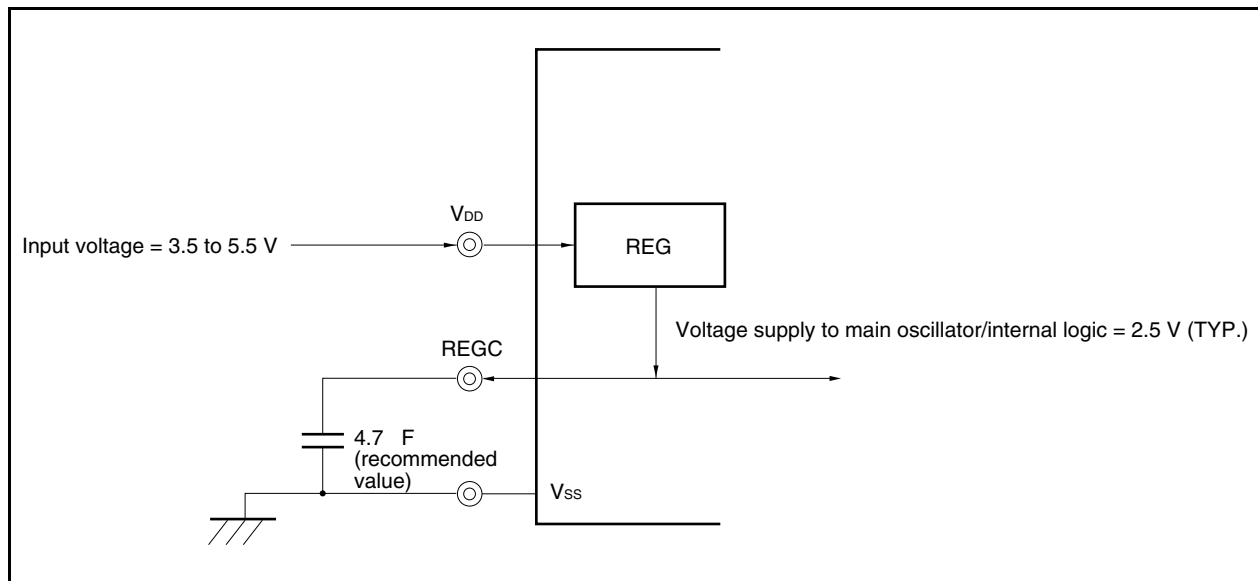 VDD
Input voltage = 3.5 to 5.5 V
REG
Voltage supply to main oscillator/internal logic = 2.5 V (TYP.)
REGC
4.7 F
(recommended
value)
VSS